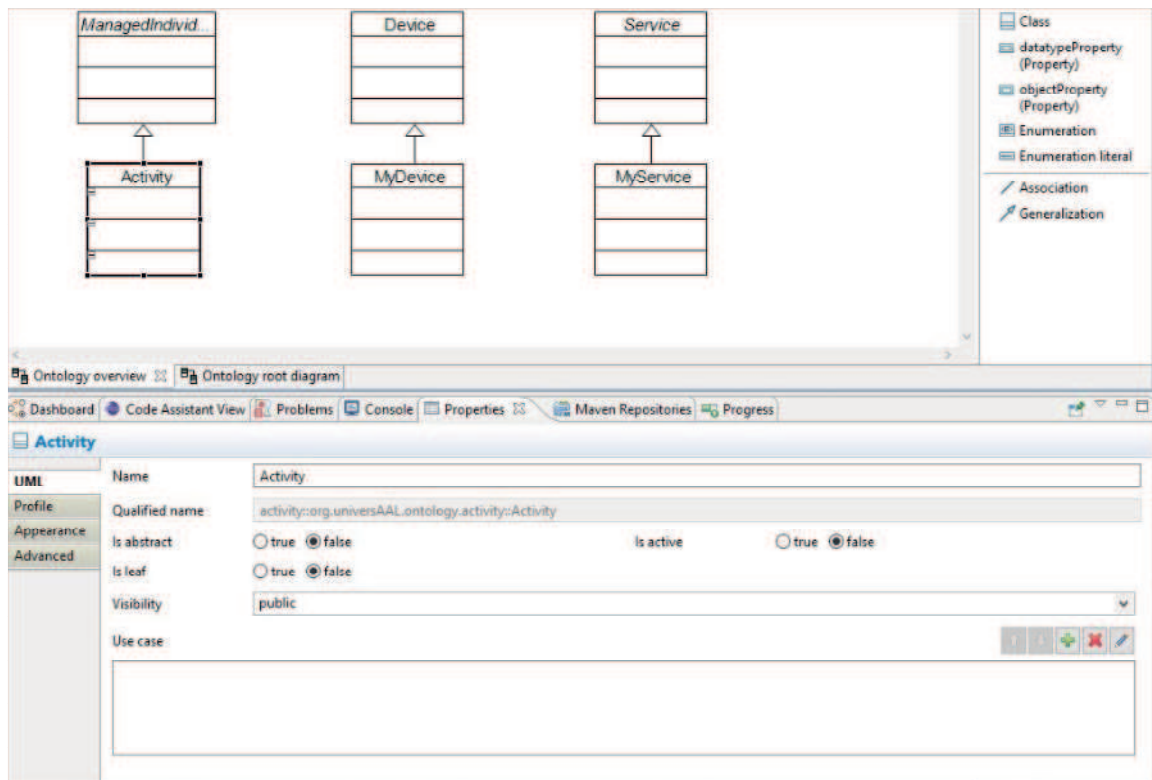 ManagedIndivid...
Device
Service
Activity
MyDevice
MyService
Class
datatypeProperty
(Property)
objectProperty
(Property)
Enumeration
Enumeration literal
Association
Generalization
Ontology overview
Ontology root diagram
Dashboard
Code Assistant View
Problems
Console
Properties
Maven Repositories
Progress
Activity
UML
Profile
Appearance
Advanced
Name
Activity
Qualified name
activity::org.universAAL.ontology.activity::Activity
Is abstract
true
false
Is active
true
false
Is leaf
true
false
Visibility
public
Use case